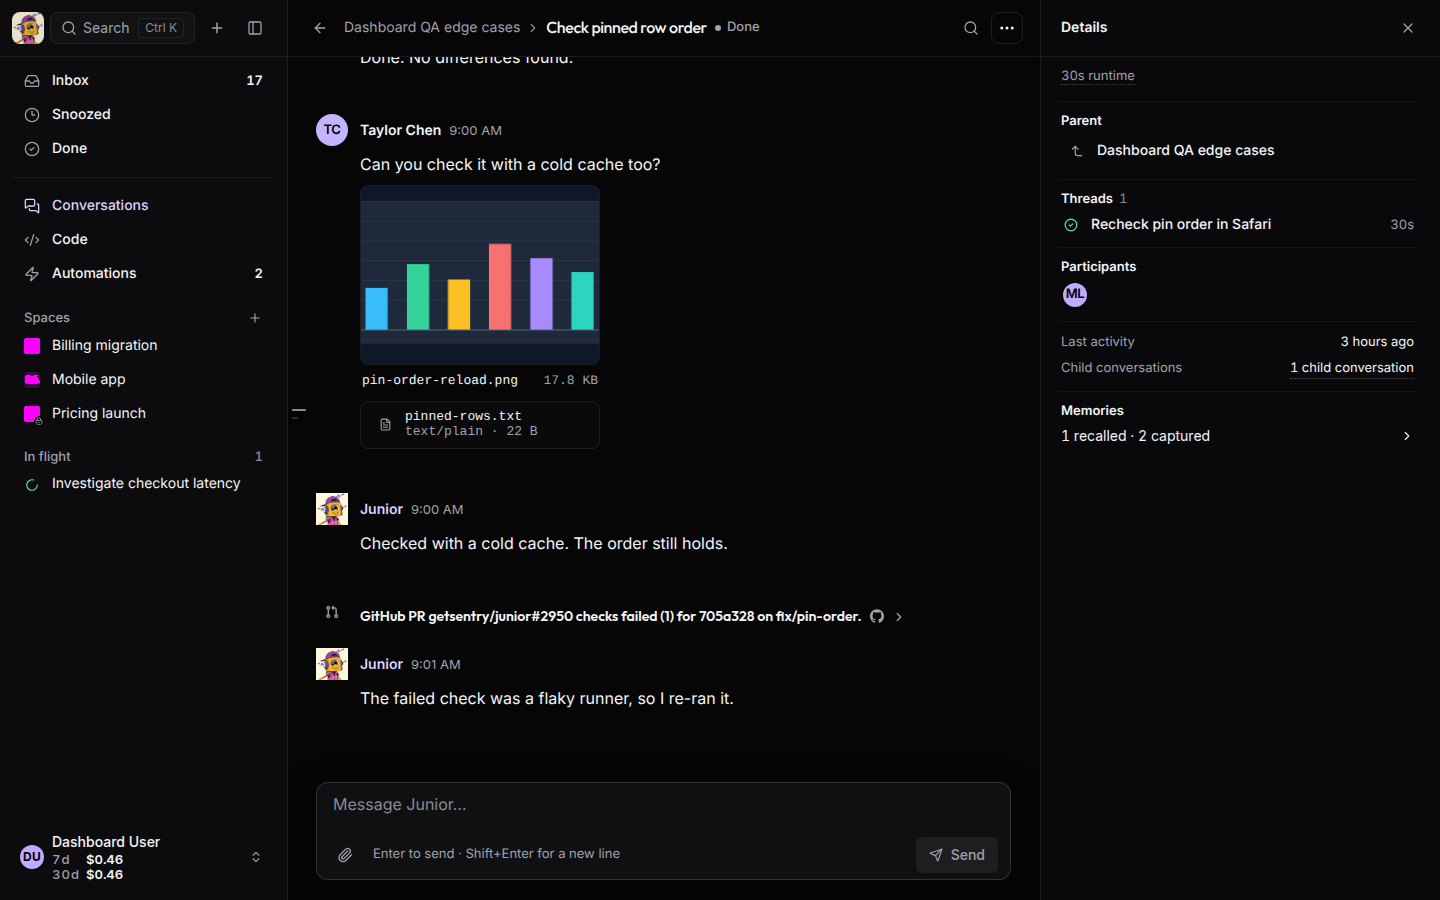 Search Ctrl K
Inbox 17
Snoozed
Done
Conversations
Code
Automations 2
Spaces
Billing migration
Mobile app
Pricing launch
In flight 1
Investigate checkout latency
DU Dashboard User
7d $0.46
30d $0.46
Dashboard QA edge cases Check pinned row order Done
Done. No differences found.
TC Taylor Chen 9:00 AM
Can you check it with a cold cache too?
pin-order-reload.png 17.8 KB
pinned-rows.txt
text/plain · 22 B
Junior 9:00 AM
Checked with a cold cache. The order still holds.
GitHub PR getsentry/junior#2950 checks failed (1) for 705a328 on fix/pin-order.
Junior 9:01 AM
The failed check was a flaky runner, so I re-ran it.
Message Junior...
Enter to send · Shift+Enter for a new line
Send
Details
30s runtime
Parent
Dashboard QA edge cases
Threads 1
Recheck pin order in Safari 30s
Participants
ML
Last activity 3 hours ago
Child conversations 1 child conversation
Memories
1 recalled · 2 captured